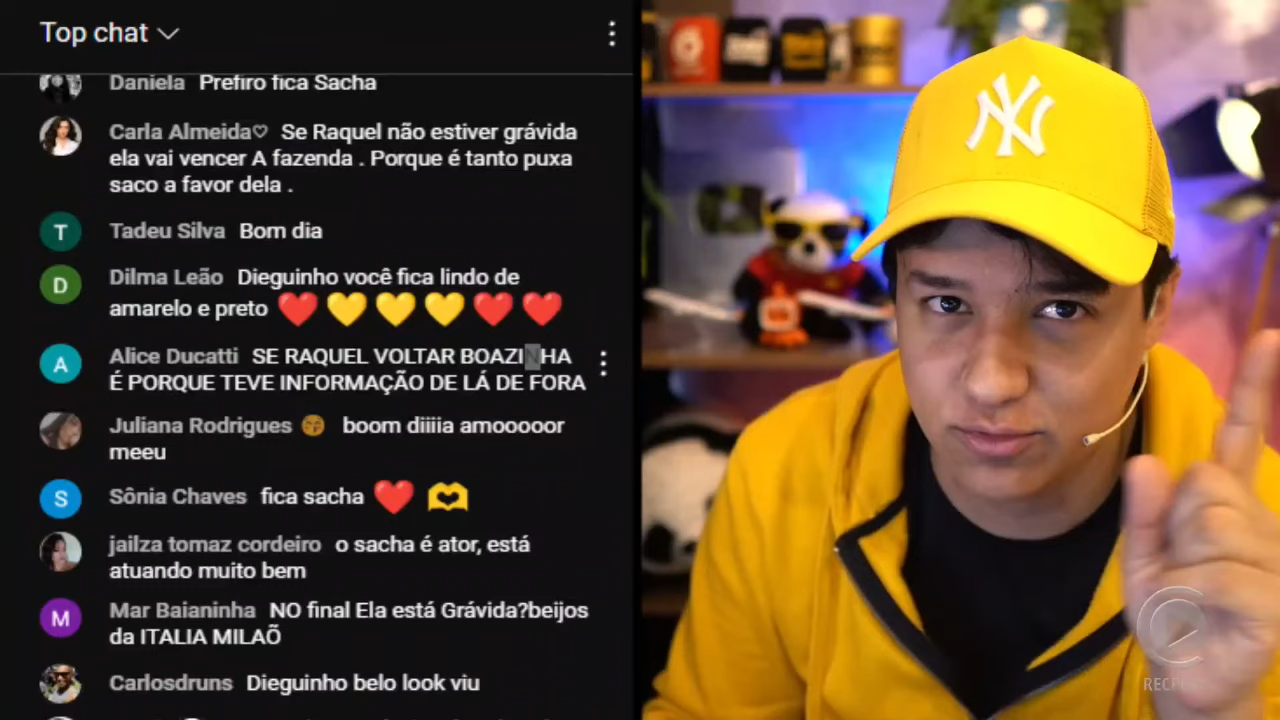 Top chat
Daniela Prefiro fica Sacha
Carla Almeida♡ Se Raquel não estiver grávida
ela vai vencer A fazenda . Porque é tanto puxa
saco a favor dela .
T Tadeu Silva Bom dia
D Dilma Leão Dieguinho você fica lindo de
amarelo e preto ❤️💛💛💛❤️❤️
A Alice Ducatti SE RAQUEL VOLTAR BOAZINHA
É PORQUE TEVE INFORMAÇÃO DE LÁ DE FORA
Juliana Rodrigues 😚 boom diiiia amooooor
meeu
S Sônia Chaves fica sacha ❤️ 🫶
jailza tomaz cordeiro o sacha é ator, está
atuando muito bem
M Mar Baianinha NO final Ela está Grávida?beijos
da ITALIA MILAÕ
Carlosdruns Dieguinho belo look viu
NY